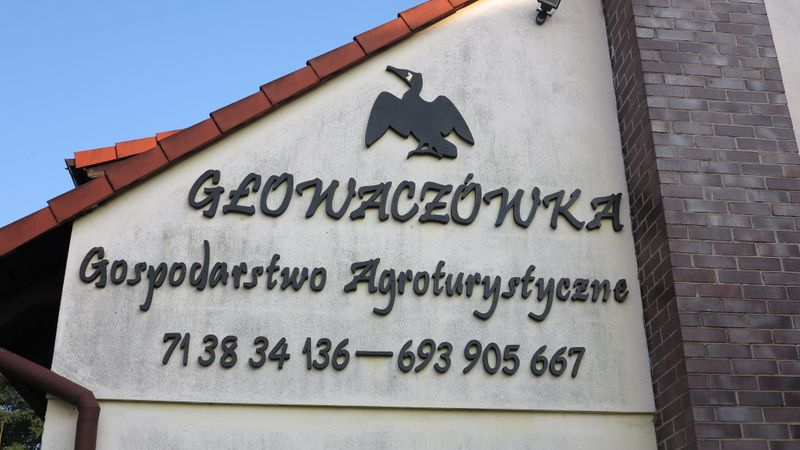 GŁOWACZÓWKA
Gospodarstwo Agroturystyczne
71 38 34 136—693 905 667